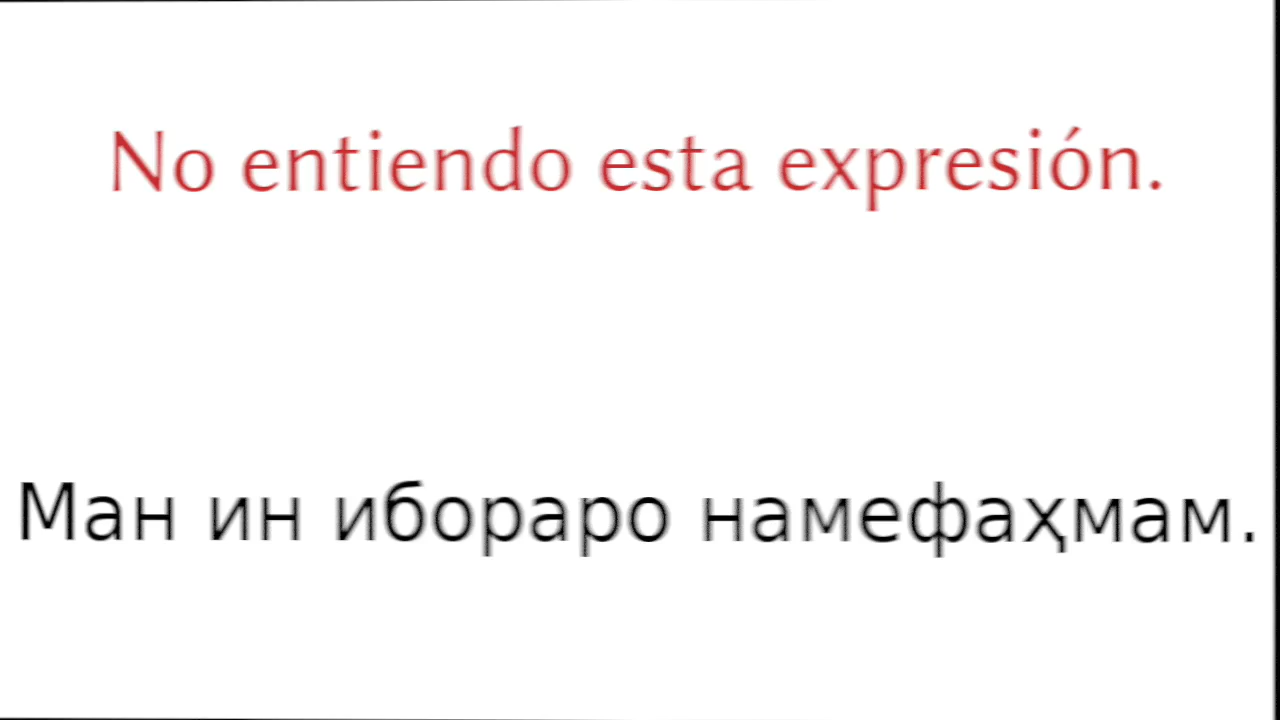 No entiendo esta expresión.
Ман ин ибораро намефаҳмам.